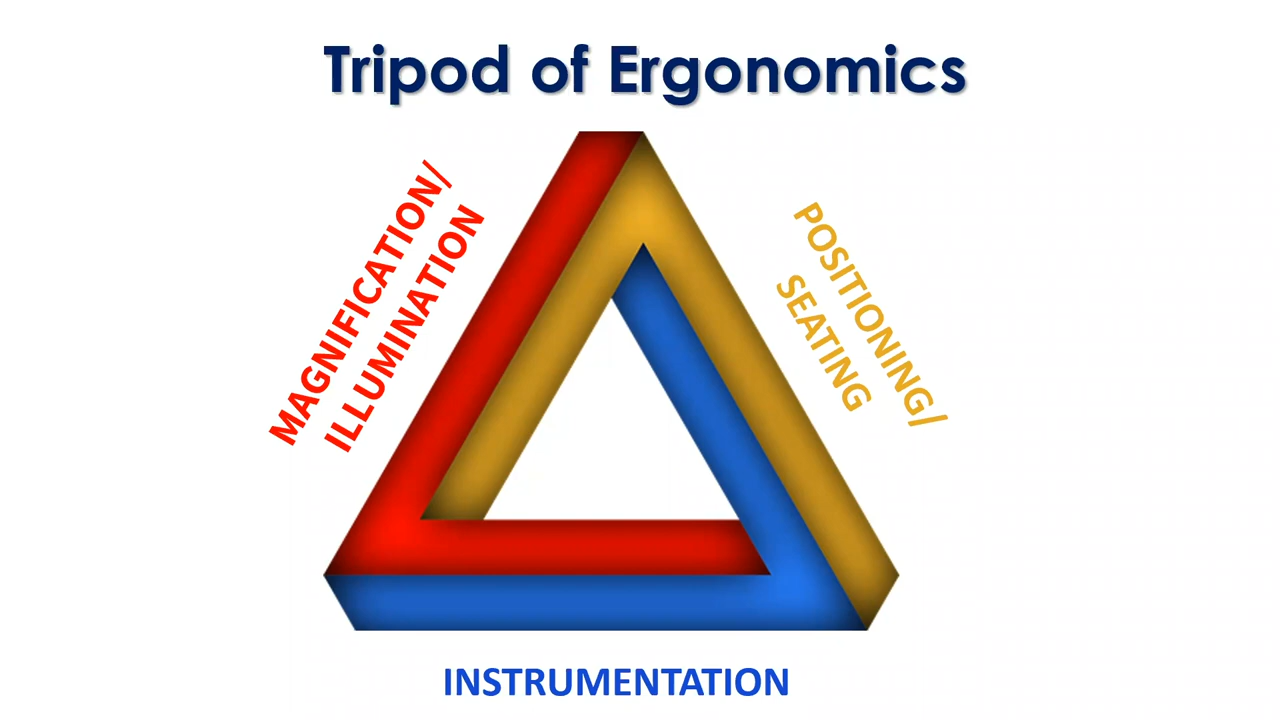 Tripod of Ergonomics
MAGNIFICATION/
ILLUMINATION
POSITIONING/
SEATING
INSTRUMENTATION